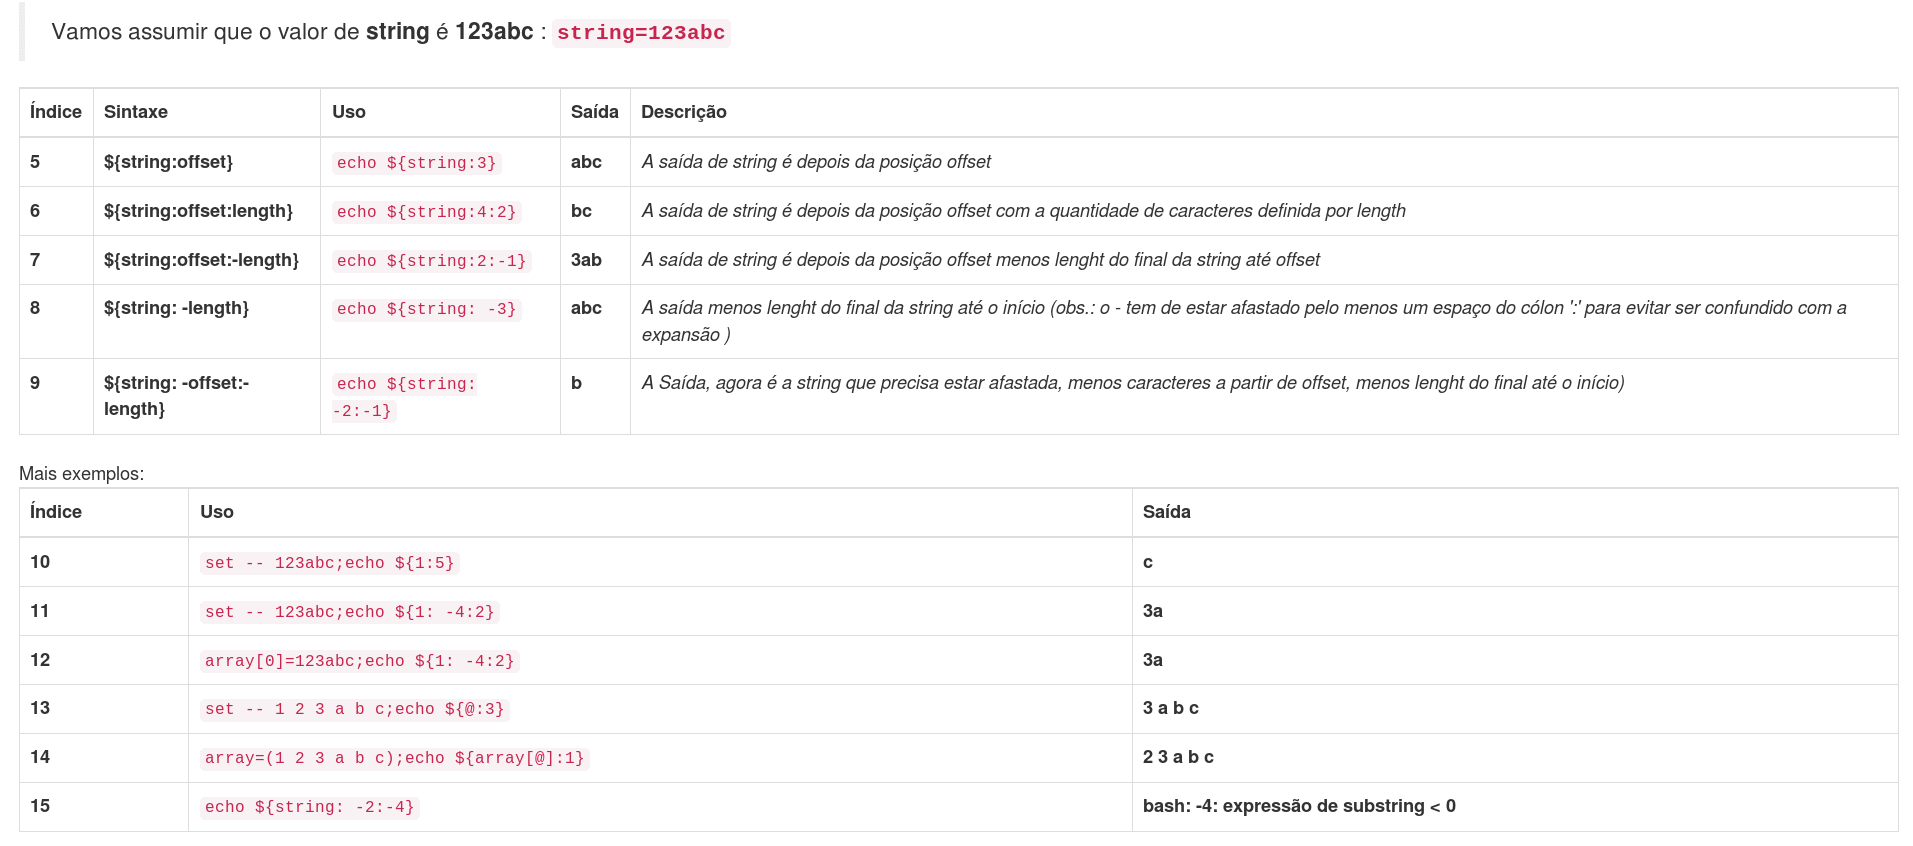 Vamos assumir que o valor de string é 123abc : string=123abc
Índice Sintaxe Uso Saída Descrição
5 ${string:offset} echo ${string:3} abc A saída de string é depois da posição offset
6 ${string:offset:length} echo ${string:4:2} bc A saída de string é depois da posição offset com a quantidade de caracteres definida por length
7 ${string:offset:-length} echo ${string:2:-1} 3ab A saída de string é depois da posição offset menos lenght do final da string até offset
8 ${string: -length} echo ${string: -3} abc A saída menos lenght do final da string até o início (obs.: o - tem de estar afastado pelo menos um espaço do cólon ':' para evitar ser confundido com a
expansão )
9 ${string: -offset:- echo ${string: b A Saída, agora é a string que precisa estar afastada, menos caracteres a partir de offset, menos lenght do final até o início)
length} -2:-1}
Mais exemplos:
Índice Uso Saída
10 set -- 123abc;echo ${1:5} c
11 set -- 123abc;echo ${1: -4:2} 3a
12 array[0]=123abc;echo ${1: -4:2} 3a
13 set -- 1 2 3 a b c;echo ${@:3} 3 a b c
14 array=(1 2 3 a b c);echo ${array[@]:1} 2 3 a b c
15 echo ${string: -2:-4} bash: -4: expressão de substring < 0